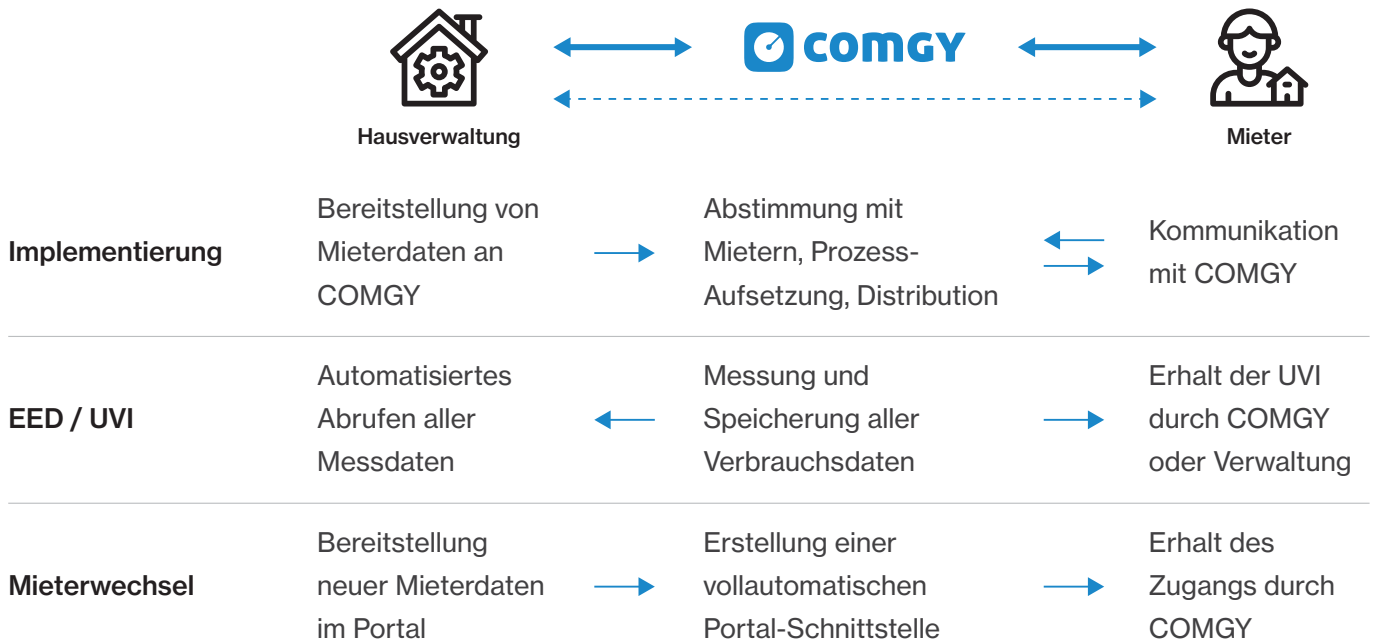 COMGY
Hausverwaltung
Mieter
Implementierung
Bereitstellung von
Mieterdaten an
COMGY
Abstimmung mit
Mietern, Prozess-
Aufsetzung, Distribution
Kommunikation
mit COMGY
EED / UVI
Automatisiertes
Abrufen aller
Messdaten
Messung und
Speicherung aller
Verbrauchsdaten
Erhalt der UVI
durch COMGY
oder Verwaltung
Mieterwechsel
Bereitstellung
neuer Mieterdaten
im Portal
Erstellung einer
vollautomatischen
Portal-Schnittstelle
Erhalt des
Zugangs durch
COMGY